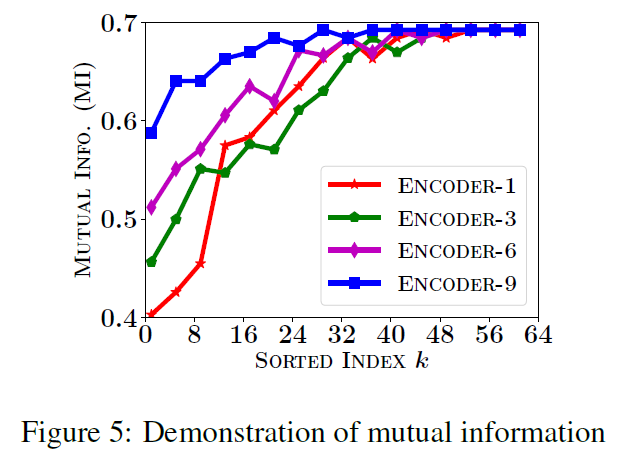 0.7
0.6
0.5
0.4
MUTUAL INFO. (MI)
ENCODER-1
ENCODER-3
ENCODER-6
ENCODER-9
0 8 16 24 32 40 48 56 64
SORTED INDEX k
Figure 5: Demonstration of mutual information